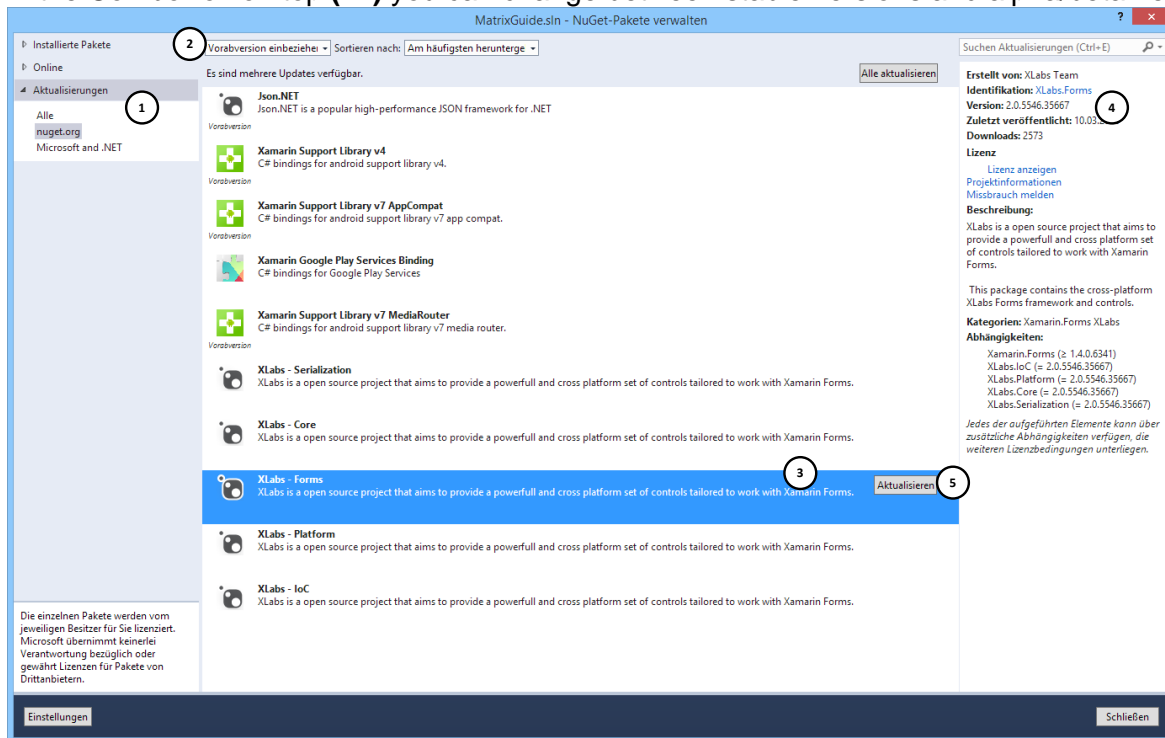 MatrixGuide.sln - NuGet-Pakete verwalten
? ×
Installierte Pakete
Online
Aktualisierungen
1
Alle
nuget.org
Microsoft and .NET
2
Vorabversion einbeziehen Sortieren nach: Am häufigsten herunterge
Es sind mehrere Updates verfügbar.
Alle aktualisieren
Json.NET
Json.NET is a popular high-performance JSON framework for .NET
Vorabversion
Xamarin Support Library v4
C# bindings for android support library v4.
Vorabversion
Xamarin Support Library v7 AppCompat
C# bindings for android support library v7 app compat.
Vorabversion
Xamarin Google Play Services Binding
C# bindings for Google Play Services
Xamarin Support Library v7 MediaRouter
C# bindings for android support library v7 media router.
Vorabversion
XLabs - Serialization
XLabs is a open source project that aims to provide a powerfull and cross platform set of controls tailored to work with Xamarin Forms.
XLabs - Core
XLabs is a open source project that aims to provide a powerfull and cross platform set of controls tailored to work with Xamarin Forms.
XLabs - Forms
3
XLabs is a open source project that aims to provide a powerfull and cross platform set of controls tailored to work with Xamarin Forms.
Aktualisieren
5
XLabs - Platform
XLabs is a open source project that aims to provide a powerfull and cross platform set of controls tailored to work with Xamarin Forms.
XLabs - IoC
XLabs is a open source project that aims to provide a powerfull and cross platform set of controls tailored to work with Xamarin Forms.
Suchen Aktualisierungen (Ctrl+E)
Erstellt von: XLabs Team
Identifikation: XLabs.Forms
Version: 2.0.5546.35667
4
Zuletzt veröffentlicht: 10.03.
Downloads: 2573
Lizenz
Lizenz anzeigen
Projektinformationen
Missbrauch melden
Beschreibung:
XLabs is a open source project that aims to
provide a powerfull and cross platform set
of controls tailored to work with Xamarin
Forms.
This package contains the cross-platform
XLabs Forms framework and controls.
Kategorien: Xamarin.Forms XLabs
Abhängigkeiten:
Xamarin.Forms (≥ 1.4.0.6341)
XLabs.IoC (= 2.0.5546.35667)
XLabs.Platform (= 2.0.5546.35667)
XLabs.Core (= 2.0.5546.35667)
XLabs.Serialization (= 2.0.5546.35667)
Jedes der aufgeführten Elemente kann über
zusätzliche Abhängigkeiten verfügen, die
weiteren Lizenzbedingungen unterliegen.
Die einzelnen Pakete werden vom
jeweiligen Besitzer für Sie lizenziert.
Microsoft übernimmt keinerlei
Verantwortung bezüglich oder
gewährt Lizenzen für Pakete von
Drittanbietern.
Einstellungen
Schließen